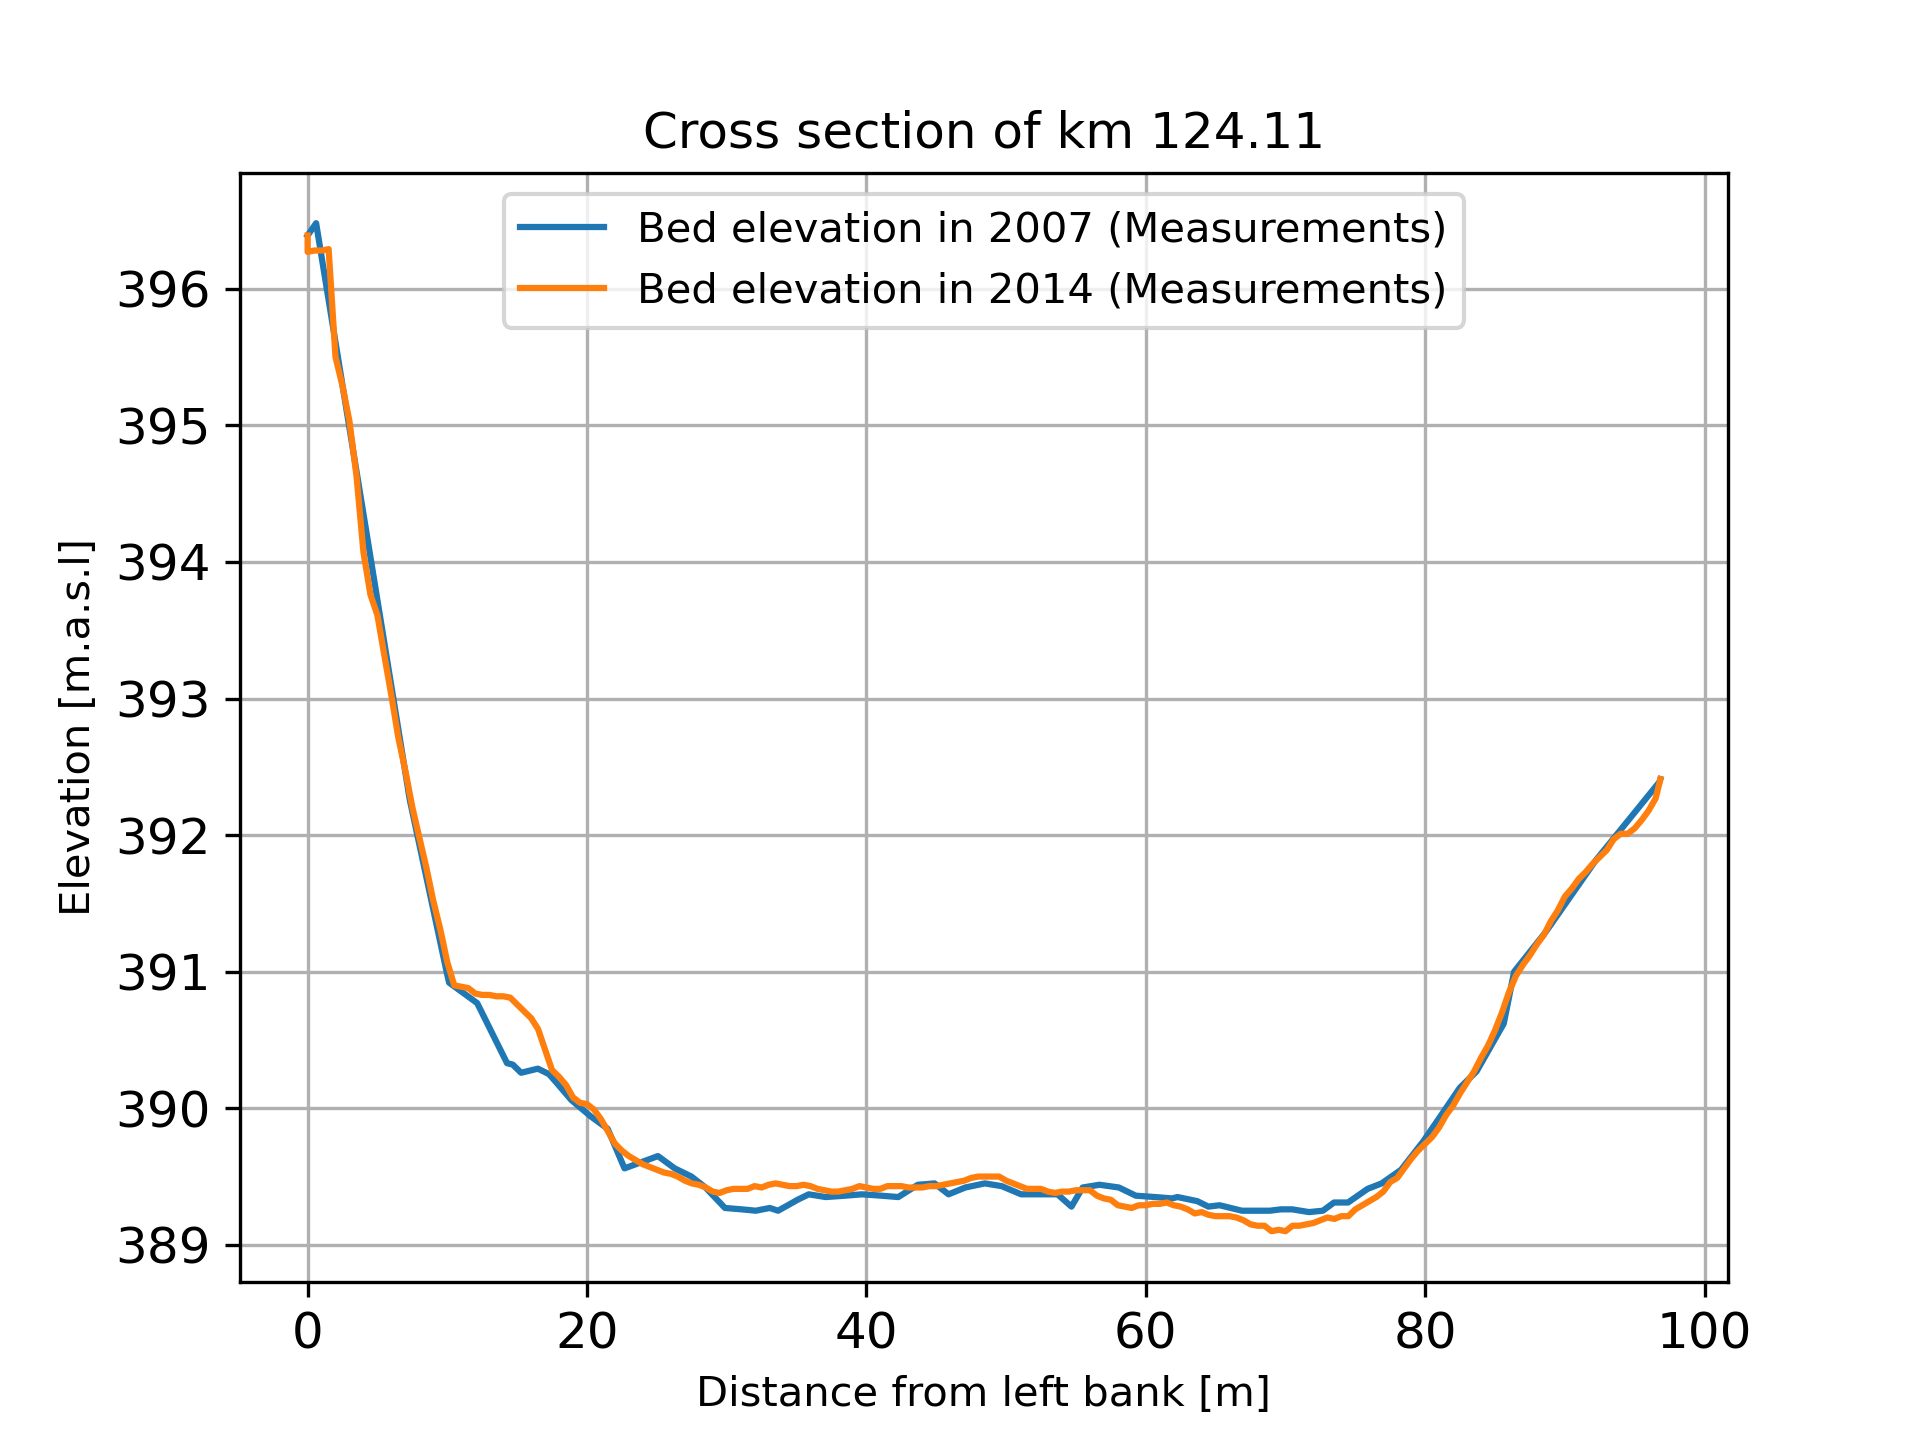 Cross section of km 124.11
Bed elevation in 2007 (Measurements)
Bed elevation in 2014 (Measurements)
Elevation [m.a.s.l]
396
395
394
393
392
391
390
389
0 20 40 60 80 100
Distance from left bank [m]